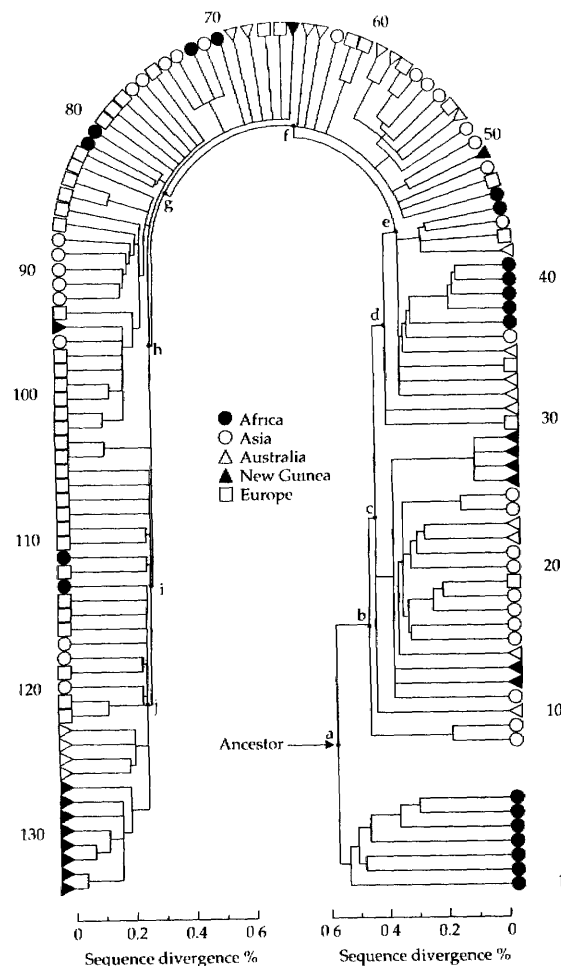 70
60
80
50
f
g
e
90
40
d
h
100
Africa
Asia
Australia
New Guinea
Europe
30
c
110
i
20
b
120
j
10
a
Ancestor
130
1
0 0.2 0.4 0.6
0 6 0.4 0.2 0
Sequence divergence %
Sequence divergence %